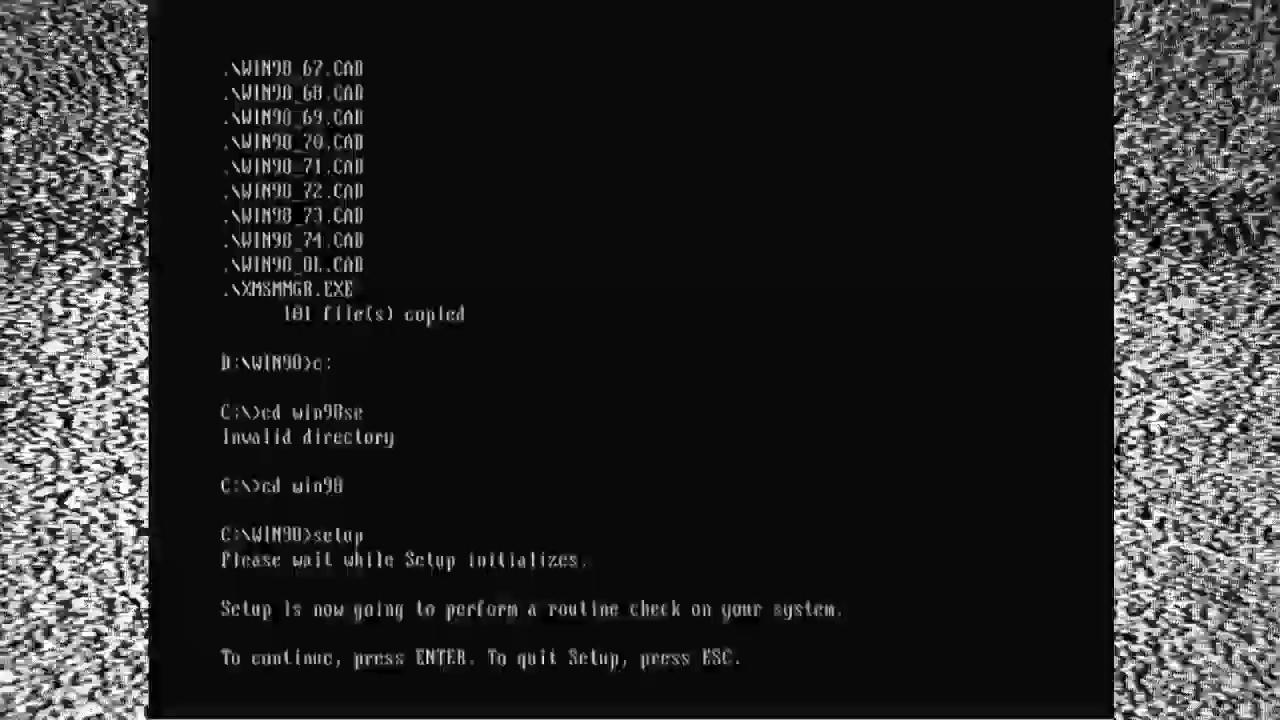 .\WIN98_67.CAB
.\WIN98_68.CAB
.\WIN98_69.CAB
.\WIN98_70.CAB
.\WIN98_71.CAB
.\WIN98_72.CAB
.\WIN98_73.CAB
.\WIN98_74.CAB
.\WIN98_OL.CAB
.\XMSMMGR.EXE
101 file(s) copied
D:\WIN98>c:
C:\>cd win98se
Invalid directory
C:\>cd win98
C:\WIN98>setup
Please wait while Setup initializes.
Setup is now going to perform a routine check on your system.
To continue, press ENTER. To quit Setup, press ESC.